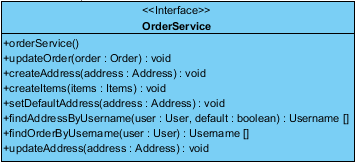 <<Interface>>
OrderService
+orderService()
+updateOrder(order : Order) : void
+createAddress(address : Address) : void
+createItems(items : Items) : void
+setDefaultAddress(address : Address) : void
+findAddressByUsername(user : User, default : boolean) : Username []
+findOrderByUsername(user : User) : Username []
+updateAddress(address : Address) : void